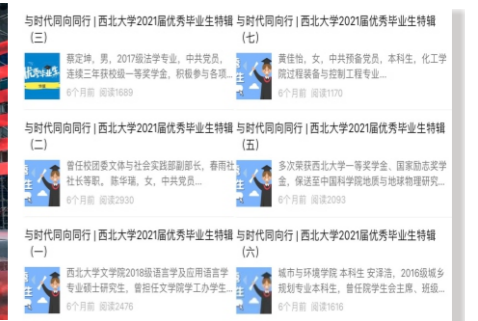 与时代同向同行 | 西北大学2021届优秀毕业生特辑
（三）
蔡定坤，男，2017级法学专业，中共党员，
连续三年获校级一等奖学金，积极参与各项...
6个月前 阅读1689
与时代同向同行 | 西北大学2021届优秀毕业生特辑
（七）
黄佳怡，女，中共预备党员，本科生，化工学
院过程装备与控制工程专业...
6个月前 阅读1170
与时代同向同行 | 西北大学2021届优秀毕业生特辑
（二）
曾任校团委文体与社会实践部副部长，春雨社
社长等职。 陈华瑞，女，中共党员...
6个月前 阅读2930
与时代同向同行 | 西北大学2021届优秀毕业生特辑
（五）
多次荣获西北大学一等奖学金、国家励志奖学
金，保送至中国科学院地质与地球物理研究...
6个月前 阅读2093
与时代同向同行 | 西北大学2021届优秀毕业生特辑
（一）
西北大学文学院2018级语言学及应用语言学
专业硕士研究生，曾担任文学院学工办学生...
6个月前 阅读2476
与时代同向同行 | 西北大学2021届优秀毕业生特辑
（六）
城市与环境学院 本科生 安泽浩，2016级城乡
规划专业本科生，曾任院学生会主席、班级...
6个月前 阅读1616